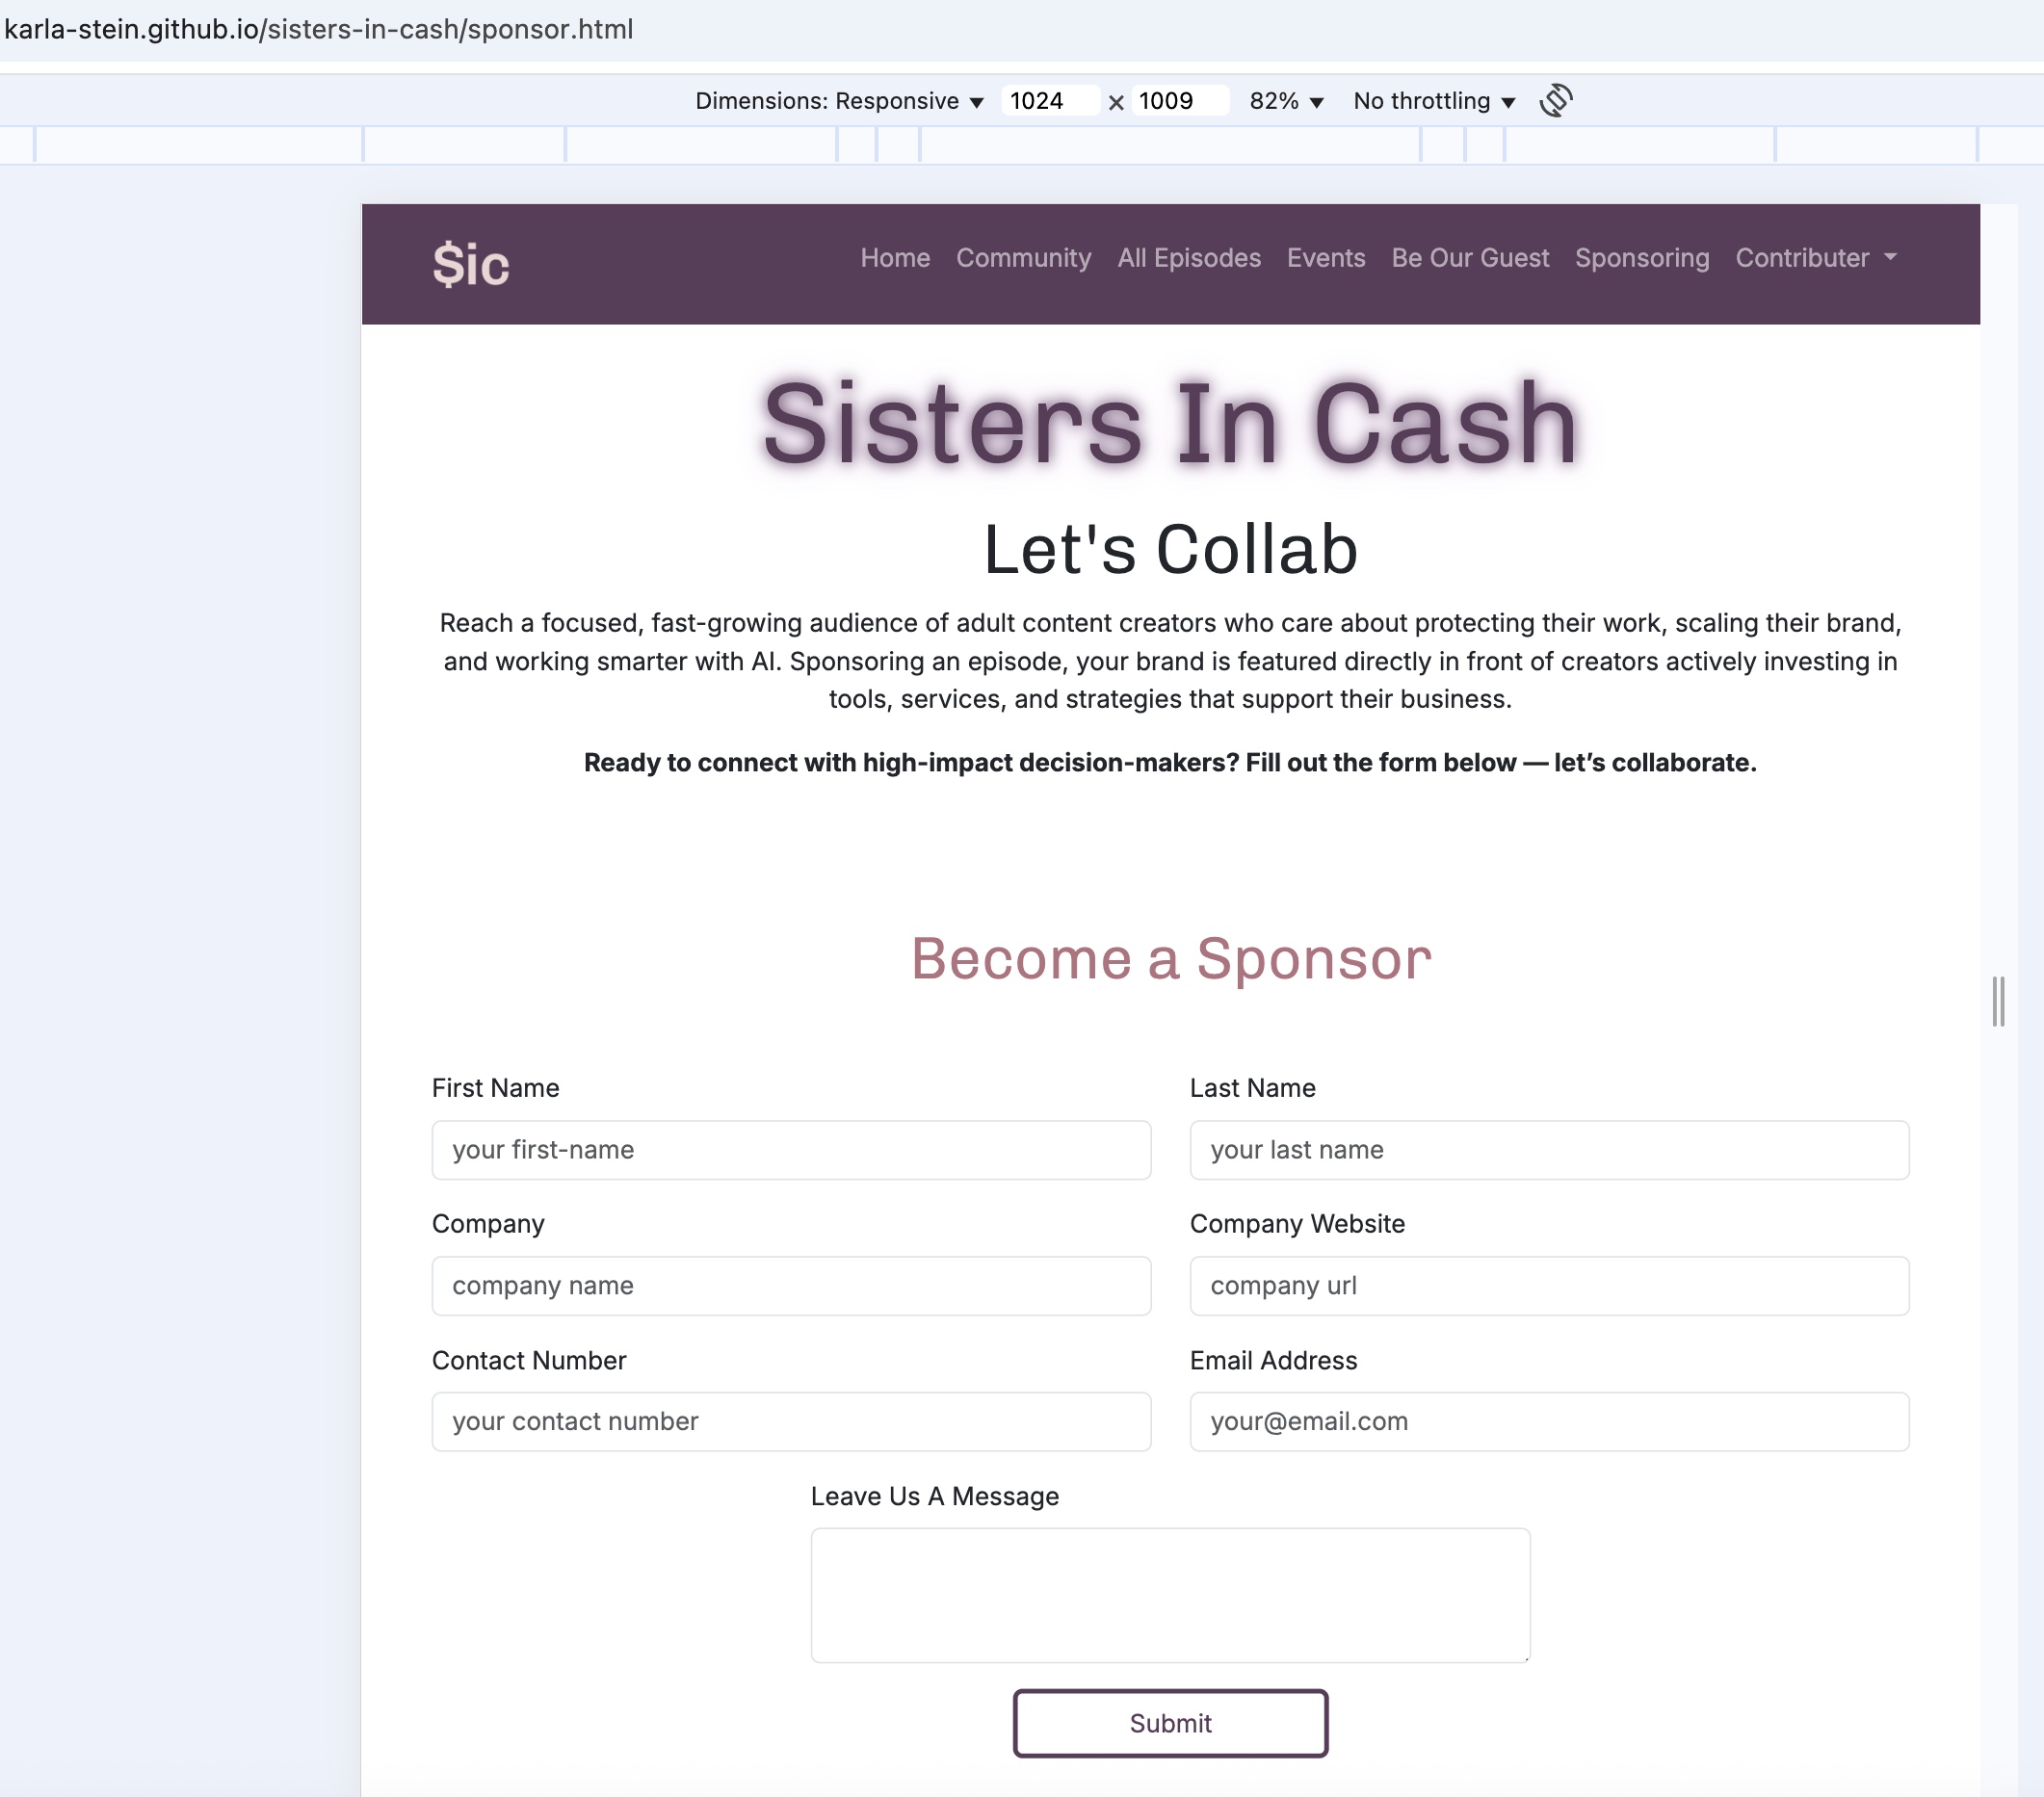 karla-stein.github.io/sisters-in-cash/sponsor.html
Dimensions: Responsive ▼ 1024 × 1009 82% ▼ No throttling ▼
$ic Home Community All Episodes Events Be Our Guest Sponsoring Contributer
Sisters In Cash
Let's Collab
Reach a focused, fast-growing audience of adult content creators who care about protecting their work, scaling their brand,
and working smarter with AI. Sponsoring an episode, your brand is featured directly in front of creators actively investing in
tools, services, and strategies that support their business.
Ready to connect with high-impact decision-makers? Fill out the form below — let’s collaborate.
Become a Sponsor
First Name Last Name
your first-name your last name
Company Company Website
company name company url
Contact Number Email Address
your contact number your@email.com
Leave Us A Message
Submit